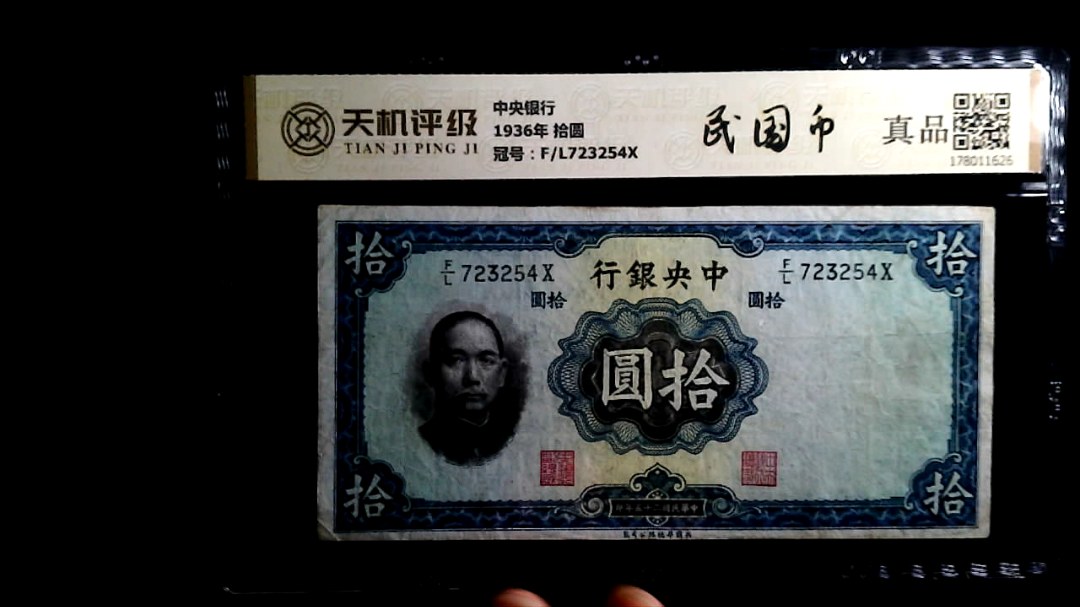 天机评级
TIAN JI PING JI
中央银行
1936年 拾圆
冠号：F/L723254X
民国币
真品
178011626
拾
拾
F/L 723254X
行銀央中
F/L 723254X
圓拾
圓拾
圓拾
拾
拾